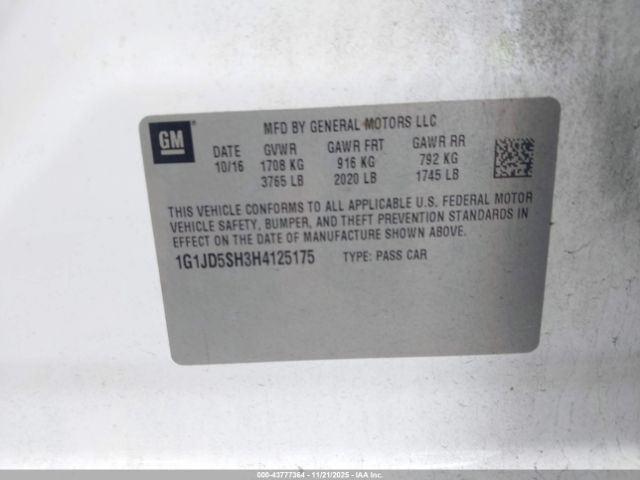 GM
MFD BY GENERAL MOTORS LLC
DATE GVWR GAWR FRT GAWR RR
10/16 1708 KG 916 KG 792 KG
3765 LB 2020 LB 1745 LB
THIS VEHICLE CONFORMS TO ALL APPLICABLE U.S. FEDERAL MOTOR
VEHICLE SAFETY, BUMPER, AND THEFT PREVENTION STANDARDS IN
EFFECT ON THE DATE OF MANUFACTURE SHOWN ABOVE.
1G1JD5SH3H4125175 TYPE: PASS CAR
000-43777364 - 11/21/2025 - IAAI.com